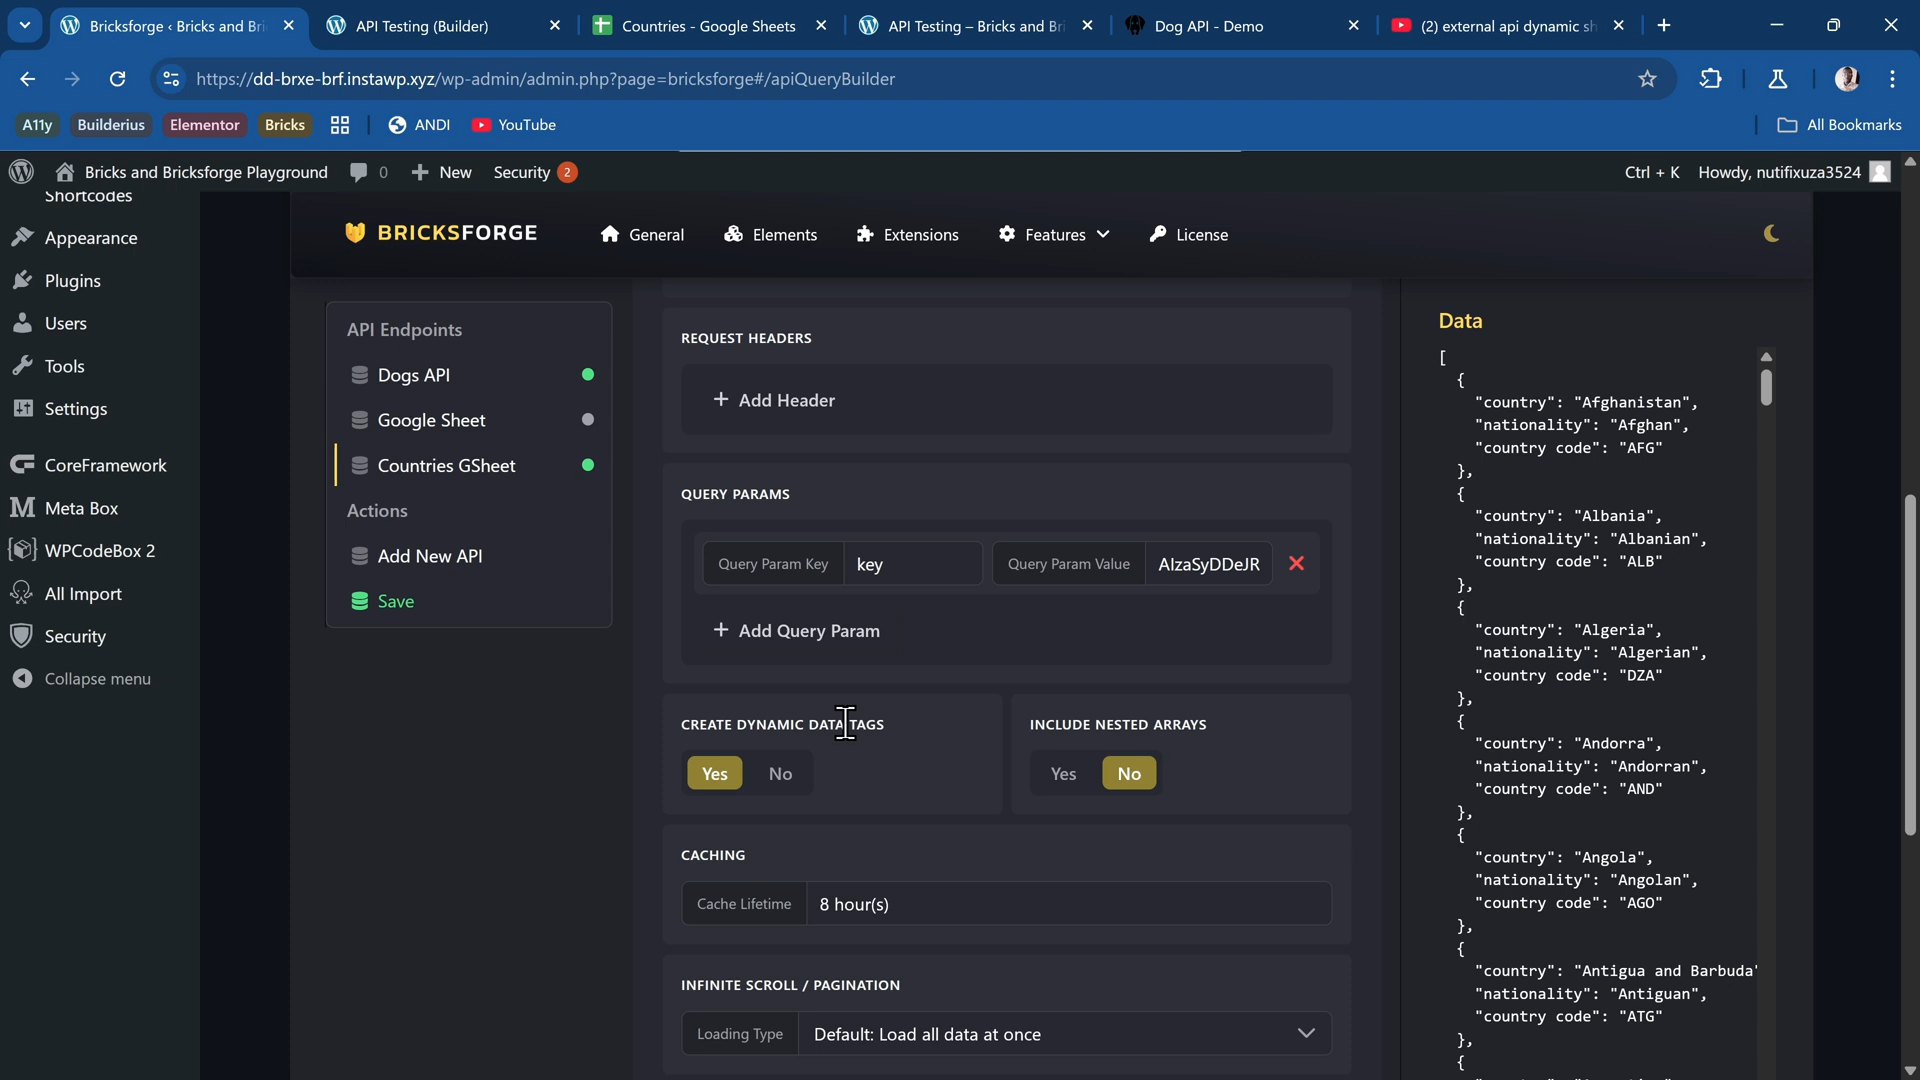 Bricksforge ‹ Bricks and Bri
API Testing (Builder)
Countries - Google Sheets
API Testing – Bricks and Bri
Dog API - Demo
(2) external api dynamic sh
https://dd-brxe-brf.instawp.xyz/wp-admin/admin.php?page=bricksforge#/apiQueryBuilder
A11y
Builderius
Elementor
Bricks
ANDI
YouTube
All Bookmarks
Bricks and Bricksforge Playground
0
New
Security 2
Ctrl + K
Howdy, nutifixuza3524
Shortcodes
Appearance
Plugins
Users
Tools
Settings
CoreFramework
Meta Box
WPCodeBox 2
All Import
Security
Collapse menu
BRICKSFORGE
General
Elements
Extensions
Features
License
API Endpoints
Dogs API
Google Sheet
Countries GSheet
Actions
Add New API
Save
REQUEST HEADERS
+ Add Header
QUERY PARAMS
Query Param Key
key
Query Param Value
AIzaSyDDeJR
+ Add Query Param
CREATE DYNAMIC DATA TAGS
Yes
No
INCLUDE NESTED ARRAYS
Yes
No
CACHING
Cache Lifetime
8 hour(s)
INFINITE SCROLL / PAGINATION
Loading Type
Default: Load all data at once
Data
[
{
"country": "Afghanistan",
"nationality": "Afghan",
"country code": "AFG"
},
{
"country": "Albania",
"nationality": "Albanian",
"country code": "ALB"
},
{
"country": "Algeria",
"nationality": "Algerian",
"country code": "DZA"
},
{
"country": "Andorra",
"nationality": "Andorran",
"country code": "AND"
},
{
"country": "Angola",
"nationality": "Angolan",
"country code": "AGO"
},
{
"country": "Antigua and Barbuda"
"nationality": "Antiguan",
"country code": "ATG"
},
{